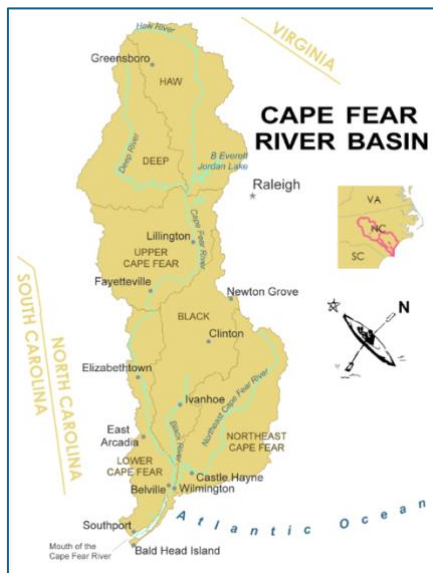 Haw River
VIRGINIA
Greensboro
HAW
CAPE FEAR
RIVER BASIN
Deep River
DEEP
B Everett
Jordan Lake
Raleigh
VA
NC
SC
Cape Fear River
Lillington
UPPER
CAPE FEAR
Fayetteville
Newton Grove
N
BLACK
Clinton
SOUTH CAROLINA
NORTH CAROLINA
Elizabethtown
Ivanhoe
Black River
Northeast Cape Fear River
East
Arcadia
NORTHEAST
CAPE FEAR
LOWER
CAPE FEAR
Castle Hayne
Belville
Wilmington
Atlantic Ocean
Southport
Mouth of the
Cape Fear River
Bald Head Island